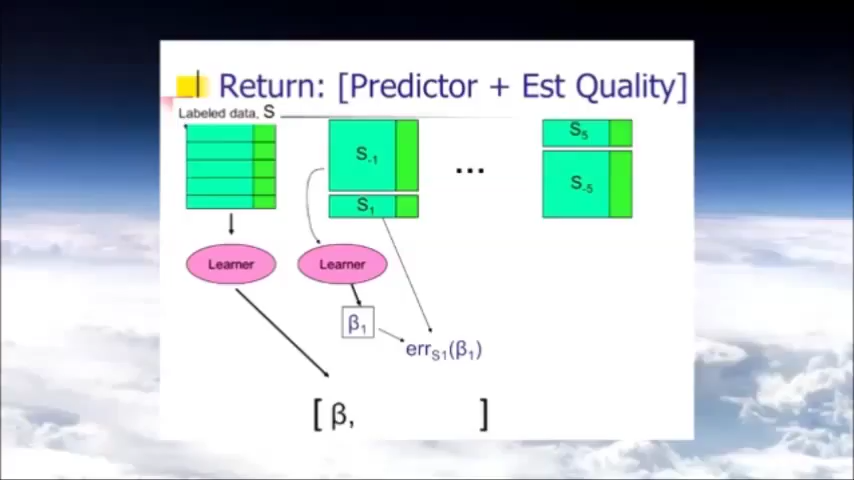 Return: [Predictor + Est Quality]
Labeled data, S
S-1
S1
...
S5
S-5
Learner
Learner
β1
errS1(β1)
[ β, ]